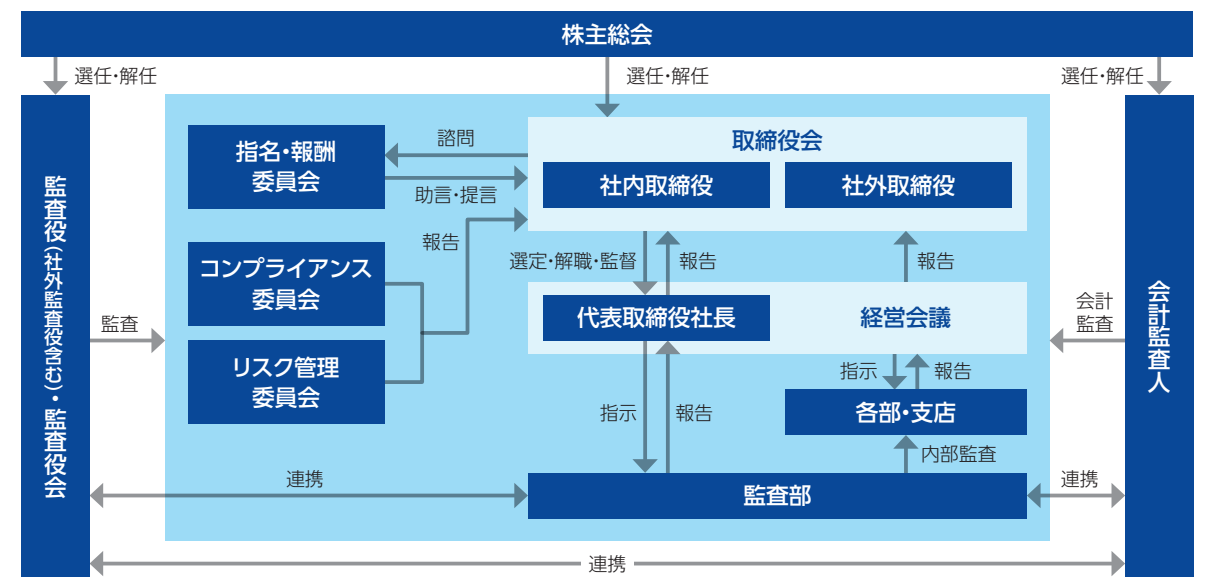 株主総会
選任・解任
選任・解任
選任・解任
監査役(社外監査役含む)・監査役会
指名・報酬
委員会
諮問
助言・提言
取締役会
社内取締役
社外取締役
報告
コンプライアンス
委員会
選定・解職・監督
報告
報告
代表取締役社長
経営会議
監査
会計
監査
会計監査人
リスク管理
委員会
指示
報告
各部・支店
指示
報告
内部監査
連携
監査部
連携
連携